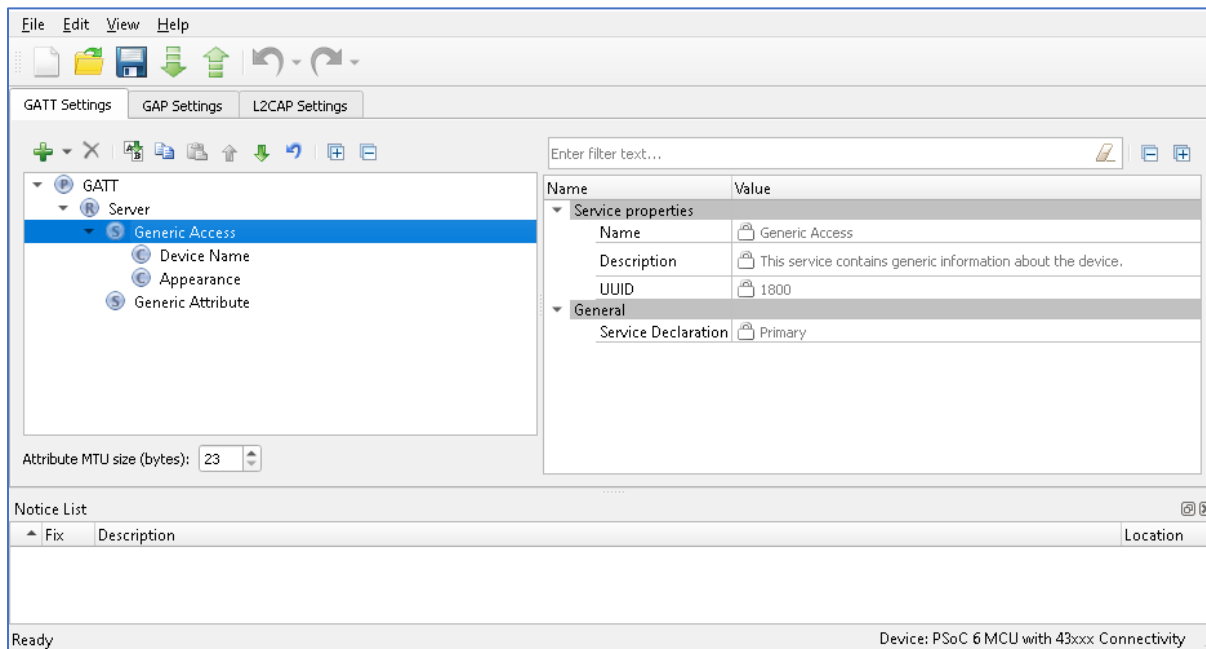 File Edit View Help
GATT Settings GAP Settings L2CAP Settings
Enter filter text...
P GATT
R Server
S Generic Access
C Device Name
C Appearance
S Generic Attribute
Name Value
Service properties
Name Generic Access
Description This service contains generic information about the device.
UUID 1800
General
Service Declaration Primary
Attribute MTU size (bytes): 23
Notice List
Fix Description Location
Ready Device: PSoC 6 MCU with 43xxx Connectivity